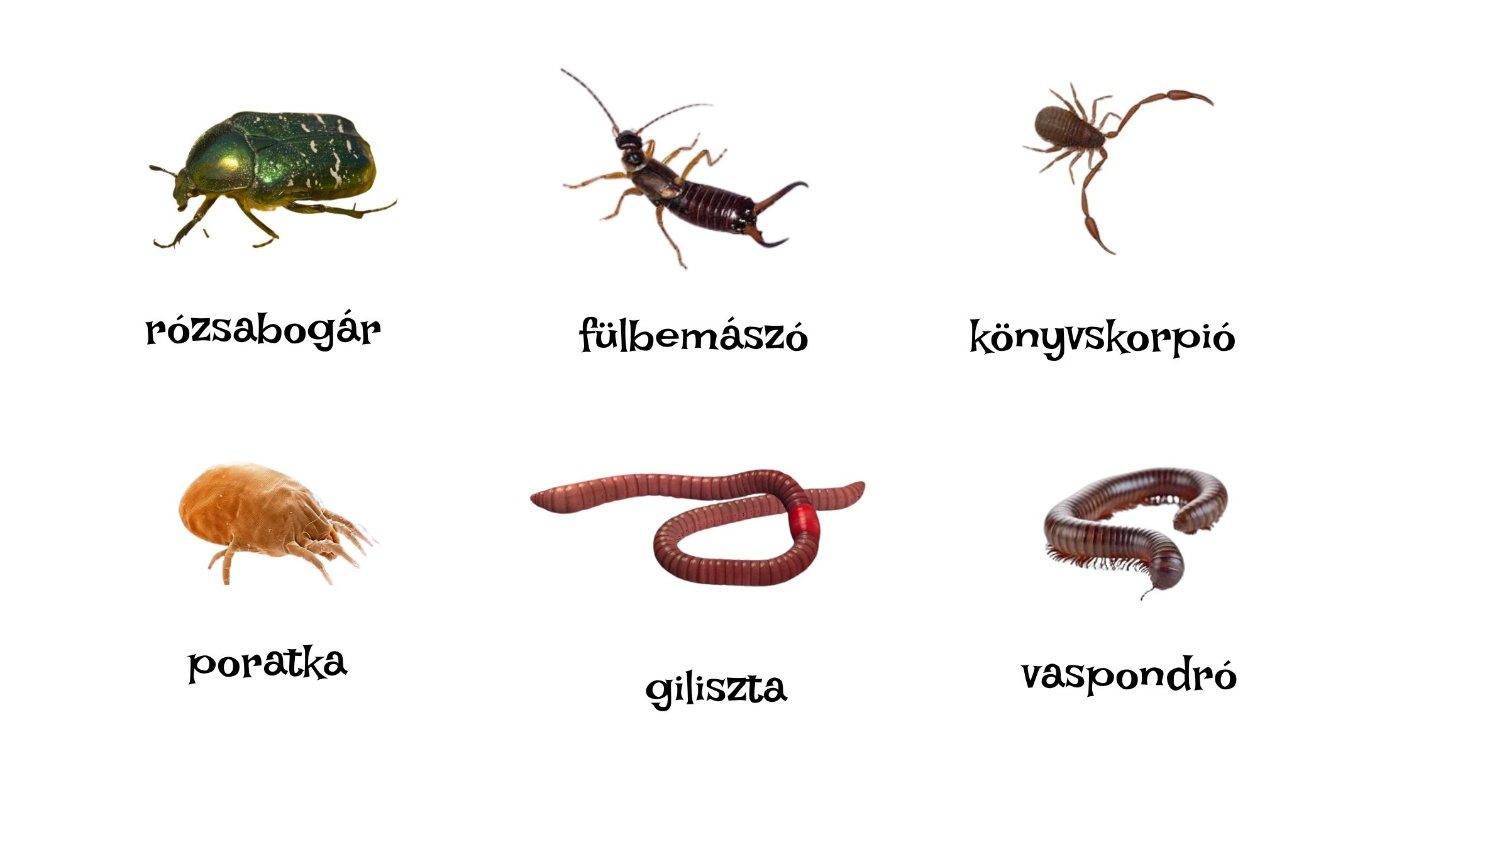 rózsabogár
fülbemászó
könyvskorpió
poratka
giliszta
vaspondró